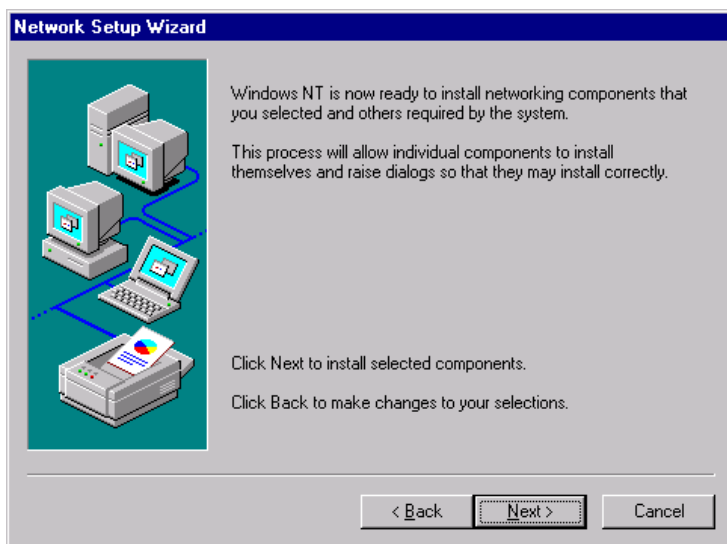 Network Setup Wizard
Windows NT is now ready to install networking components that
you selected and others required by the system.
This process will allow individual components to install
themselves and raise dialogs so that they may install correctly.
Click Next to install selected components.
Click Back to make changes to your selections.
< Back
Next >
Cancel